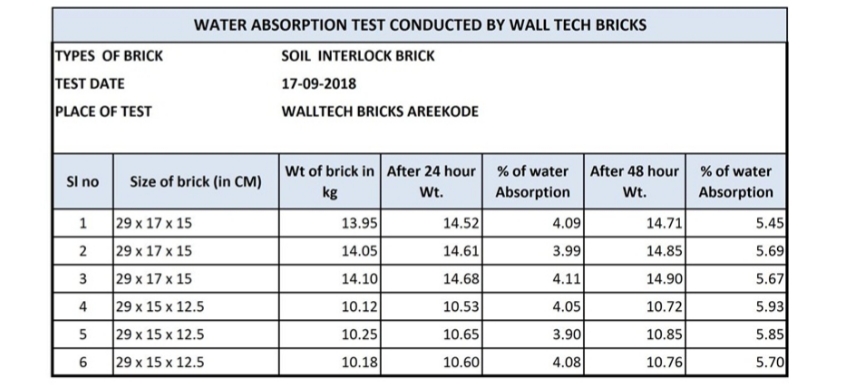 WATER ABSORPTION TEST CONDUCTED BY WALL TECH BRICKS
TYPES OF BRICK SOIL INTERLOCK BRICK
TEST DATE 17-09-2018
PLACE OF TEST WALLTECH BRICKS AREEKODE
Sl no Size of brick (in CM) Wt of brick in kg After 24 hour Wt. % of water Absorption After 48 hour Wt. % of water Absorption
1 29 x 17 x 15 13.95 14.52 4.09 14.71 5.45
2 29 x 17 x 15 14.05 14.61 3.99 14.85 5.69
3 29 x 17 x 15 14.10 14.68 4.11 14.90 5.67
4 29 x 15 x 12.5 10.12 10.53 4.05 10.72 5.93
5 29 x 15 x 12.5 10.25 10.65 3.90 10.85 5.85
6 29 x 15 x 12.5 10.18 10.60 4.08 10.76 5.70